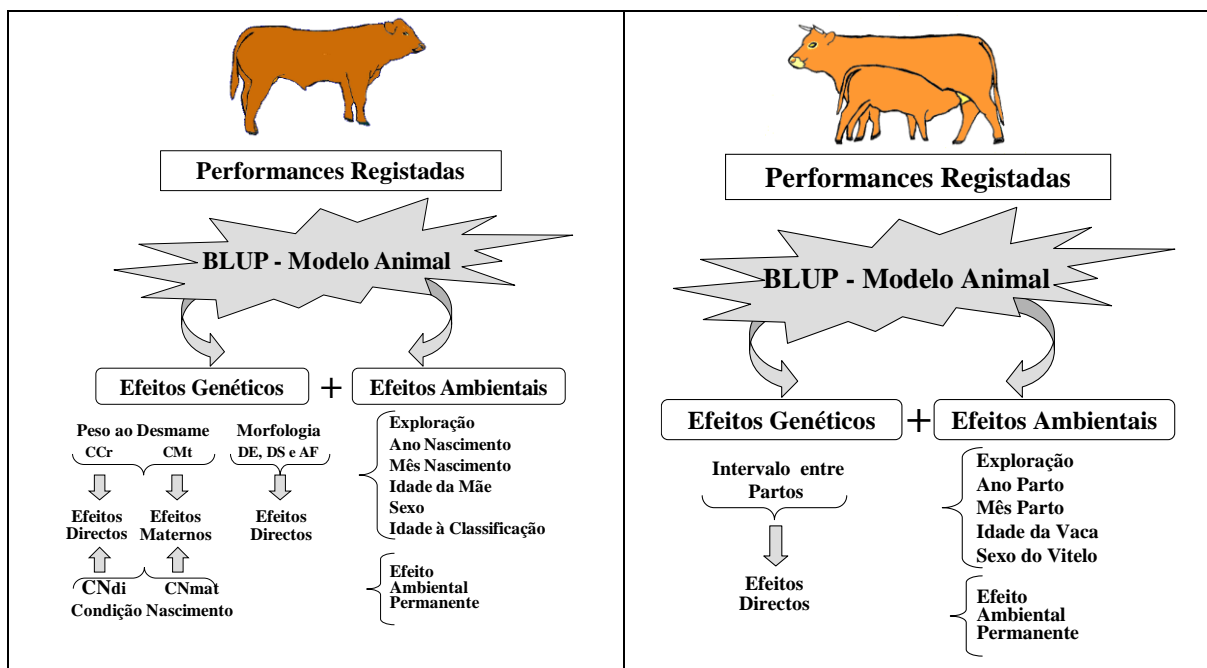 Performances Registadas
BLUP - Modelo Animal
Efeitos Genéticos + Efeitos Ambientais
Peso ao Desmame
CCr CMt
Morfologia
DE, DS e AF
Efeitos
Directos
Efeitos
Maternos
Efeitos
Directos
CNdi CNmat
Condição Nascimento
Exploração
Ano Nascimento
Mês Nascimento
Idade da Mãe
Sexo
Idade à Classificação
Efeito
Ambiental
Permanente
Performances Registadas
BLUP - Modelo Animal
Efeitos Genéticos + Efeitos Ambientais
Intervalo entre
Partos
Efeitos
Directos
Exploração
Ano Parto
Mês Parto
Idade da Vaca
Sexo do Vitelo
Efeito
Ambiental
Permanente